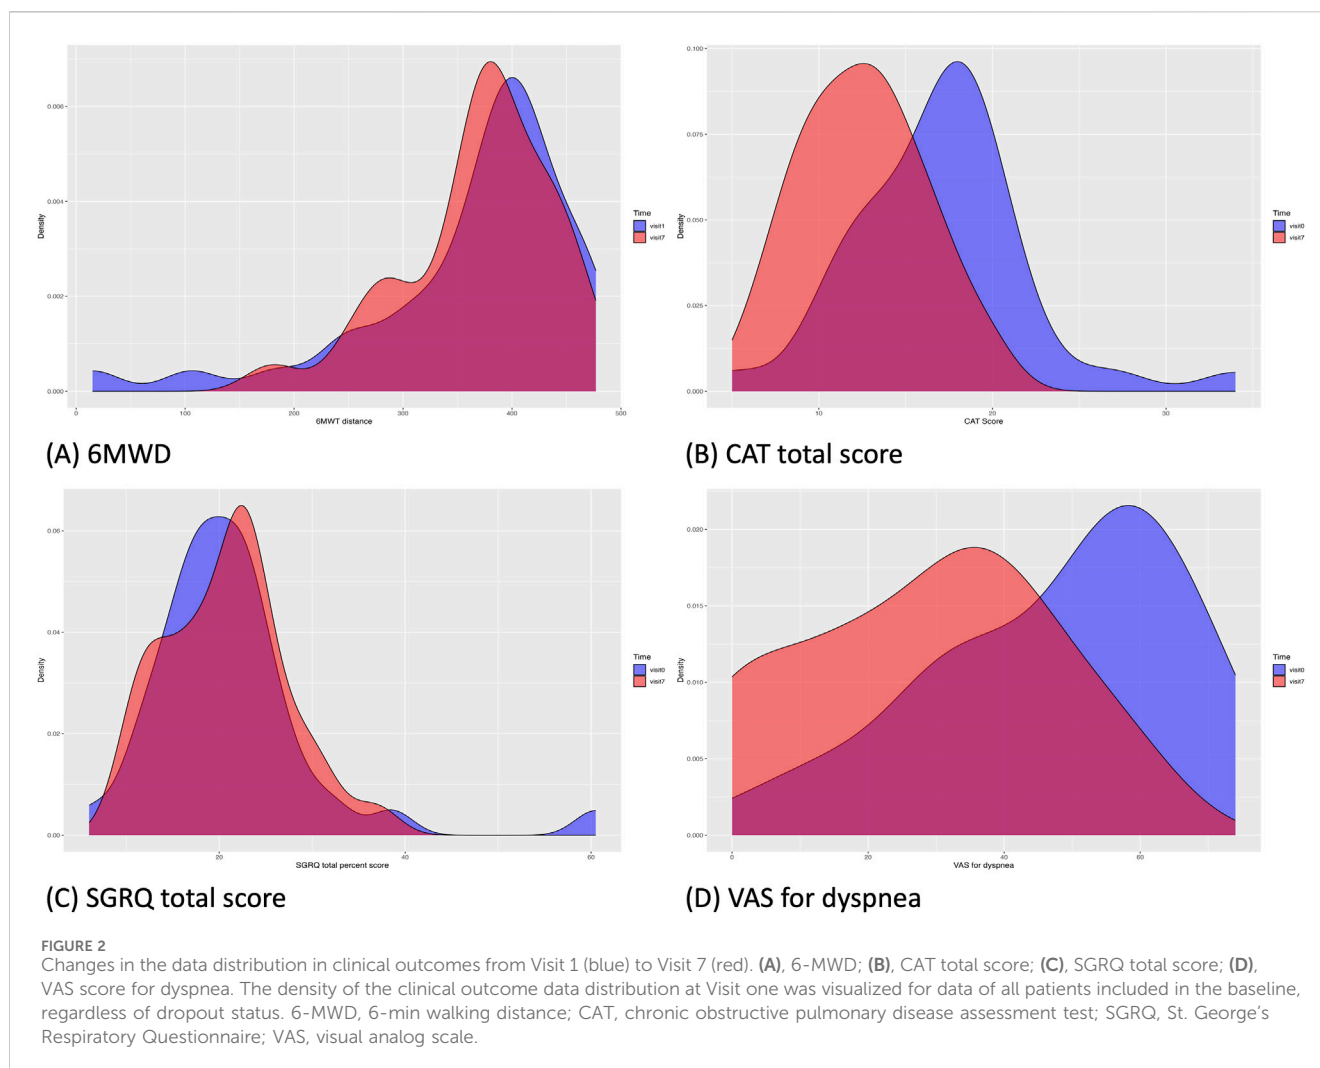 0.006
0.004
0.002
0.000
Density
0 100 200 300 400 500
6MWT distance
Time
visit1
visit7
(A) 6MWD
0.100
0.075
0.050
0.025
0.000
Density
10 20 30
CAT Score
Time
visit0
visit7
(B) CAT total score
0.06
0.04
0.02
0.00
Density
20 40 60
SGRQ total percent score
Time
visit0
visit7
(C) SGRQ total score
0.020
0.015
0.010
0.005
0.000
Density
0 20 40 60
VAS for dyspnea
Time
visit0
visit7
(D) VAS for dyspnea
FIGURE 2
Changes in the data distribution in clinical outcomes from Visit 1 (blue) to Visit 7 (red). (A), 6-MWD; (B), CAT total score; (C), SGRQ total score; (D),
VAS score for dyspnea. The density of the clinical outcome data distribution at Visit one was visualized for data of all patients included in the baseline,
regardless of dropout status. 6-MWD, 6-min walking distance; CAT, chronic obstructive pulmonary disease assessment test; SGRQ, St. George’s
Respiratory Questionnaire; VAS, visual analog scale.